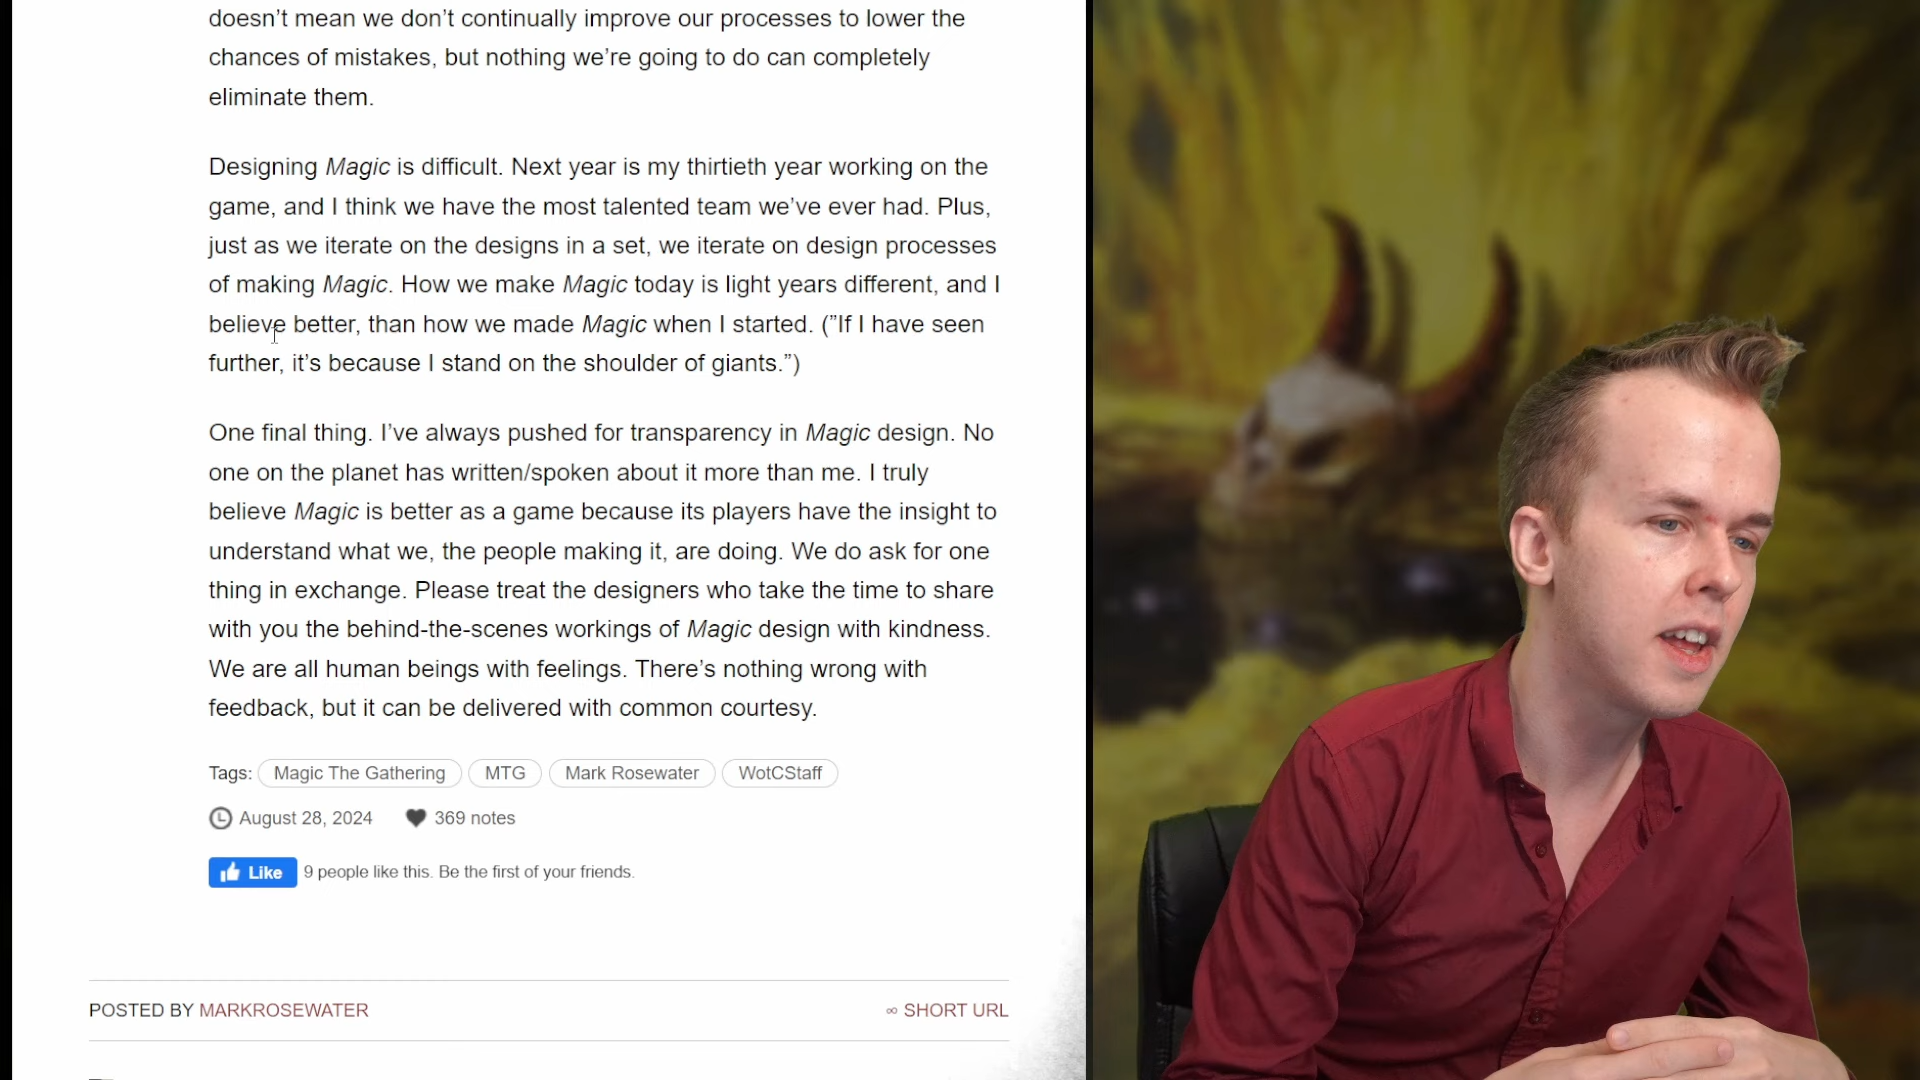 doesn’t mean we don’t continually improve our processes to lower the
chances of mistakes, but nothing we’re going to do can completely
eliminate them.
Designing Magic is difficult. Next year is my thirtieth year working on the
game, and I think we have the most talented team we’ve ever had. Plus,
just as we iterate on the designs in a set, we iterate on design processes
of making Magic. How we make Magic today is light years different, and I
believe better, than how we made Magic when I started. (”If I have seen
further, it’s because I stand on the shoulder of giants.”)
One final thing. I’ve always pushed for transparency in Magic design. No
one on the planet has written/spoken about it more than me. I truly
believe Magic is better as a game because its players have the insight to
understand what we, the people making it, are doing. We do ask for one
thing in exchange. Please treat the designers who take the time to share
with you the behind-the-scenes workings of Magic design with kindness.
We are all human beings with feelings. There’s nothing wrong with
feedback, but it can be delivered with common courtesy.
Tags: Magic The Gathering MTG Mark Rosewater WotCStaff
August 28, 2024 369 notes
Like 9 people like this. Be the first of your friends.
POSTED BY MARKROSEWATER ∞ SHORT URL